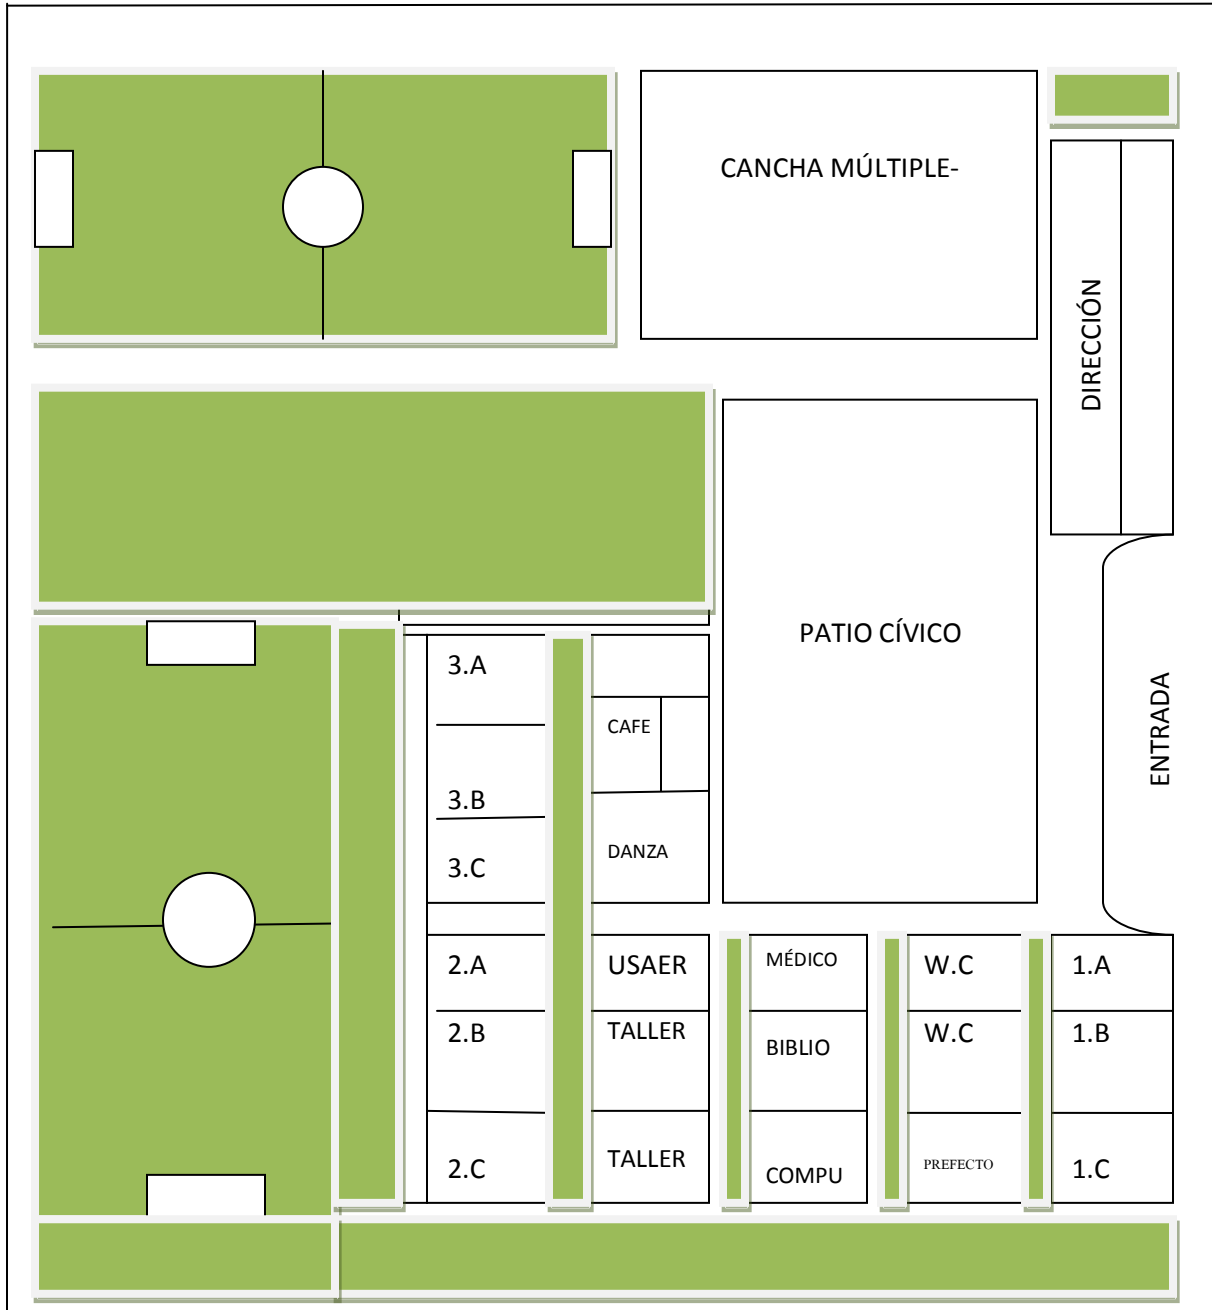 CANCHA MÚLTIPLE-
DIRECCIÓN
PATIO CÍVICO
ENTRADA
3.A
CAFE
3.B
3.C
DANZA
2.A
USAER
MÉDICO
W.C
1.A
2.B
TALLER
BIBLIO
W.C
1.B
2.C
TALLER
COMPU
PREFECTO
1.C